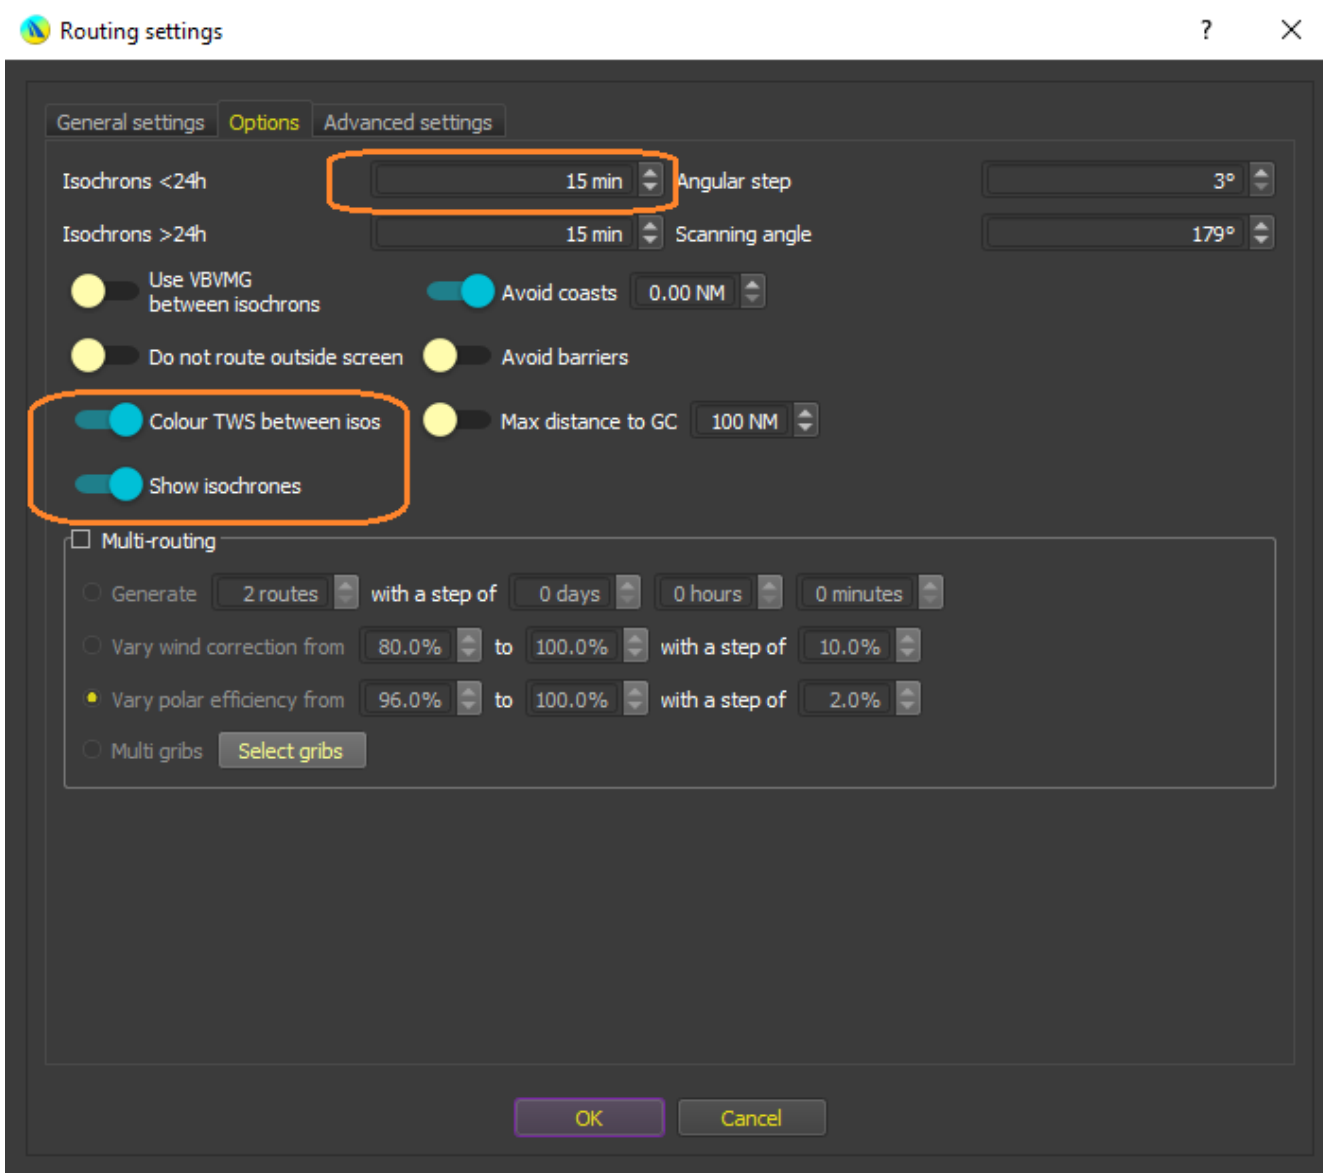 Routing settings ?
General settings Options Advanced settings
Isochrons <24h 15 min Angular step 3°
Isochrons >24h 15 min Scanning angle 179°
Use VBVMG
between isochrons
Avoid coasts 0.00 NM
Do not route outside screen Avoid barriers
Colour TWS between isos Max distance to GC 100 NM
Show isochrones
Multi-routing
Generate 2 routes with a step of 0 days 0 hours 0 minutes
Vary wind correction from 80.0% to 100.0% with a step of 10.0%
Vary polar efficiency from 96.0% to 100.0% with a step of 2.0%
Multi gribs Select gribs
OK Cancel